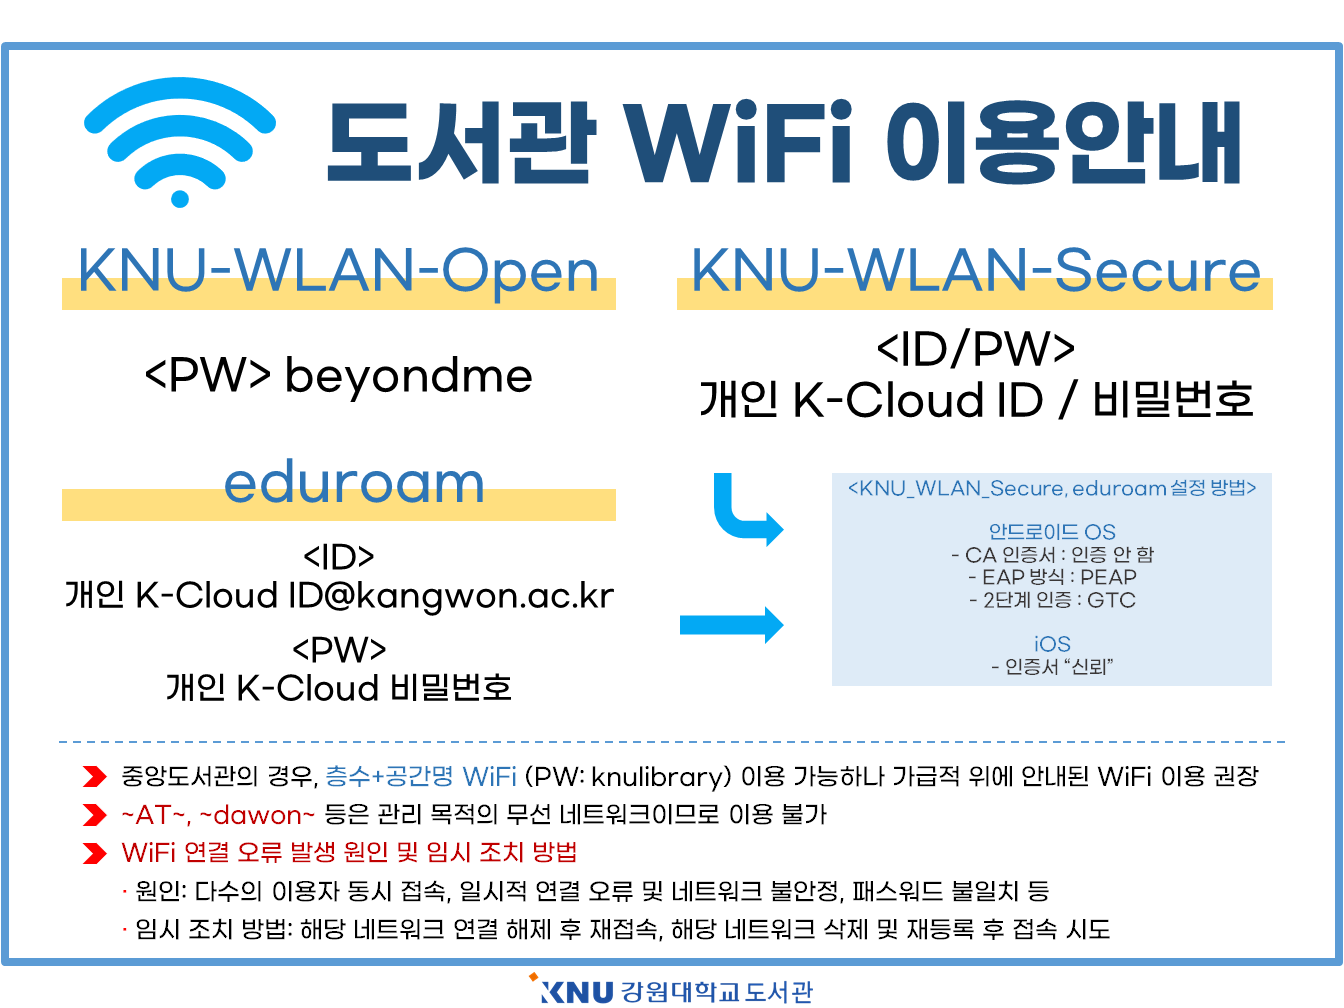 도서관 WiFi 이용안내
KNU-WLAN-Open
<PW> beyondme
KNU-WLAN-Secure
<ID/PW>
개인 K-Cloud ID / 비밀번호
eduroam
<ID>
개인 K-Cloud ID@kangwon.ac.kr
<PW>
개인 K-Cloud 비밀번호
<KNU_WLAN_Secure, eduroam 설정 방법>
안드로이드 OS
- CA 인증서 : 인증 안 함
- EAP 방식 : PEAP
- 2단계 인증 : GTC
iOS
- 인증서 “신뢰”
중앙도서관의 경우, 층수+공간명 WiFi (PW: knulibrary) 이용 가능하나 가급적 위에 안내된 WiFi 이용 권장
~AT~, ~dawon~ 등은 관리 목적의 무선 네트워크이므로 이용 불가
WiFi 연결 오류 발생 원인 및 임시 조치 방법
· 원인: 다수의 이용자 동시 접속, 일시적 연결 오류 및 네트워크 불안정, 패스워드 불일치 등
· 임시 조치 방법: 해당 네트워크 연결 해제 후 재접속, 해당 네트워크 삭제 및 재등록 후 접속 시도
KNU 강원대학교도서관